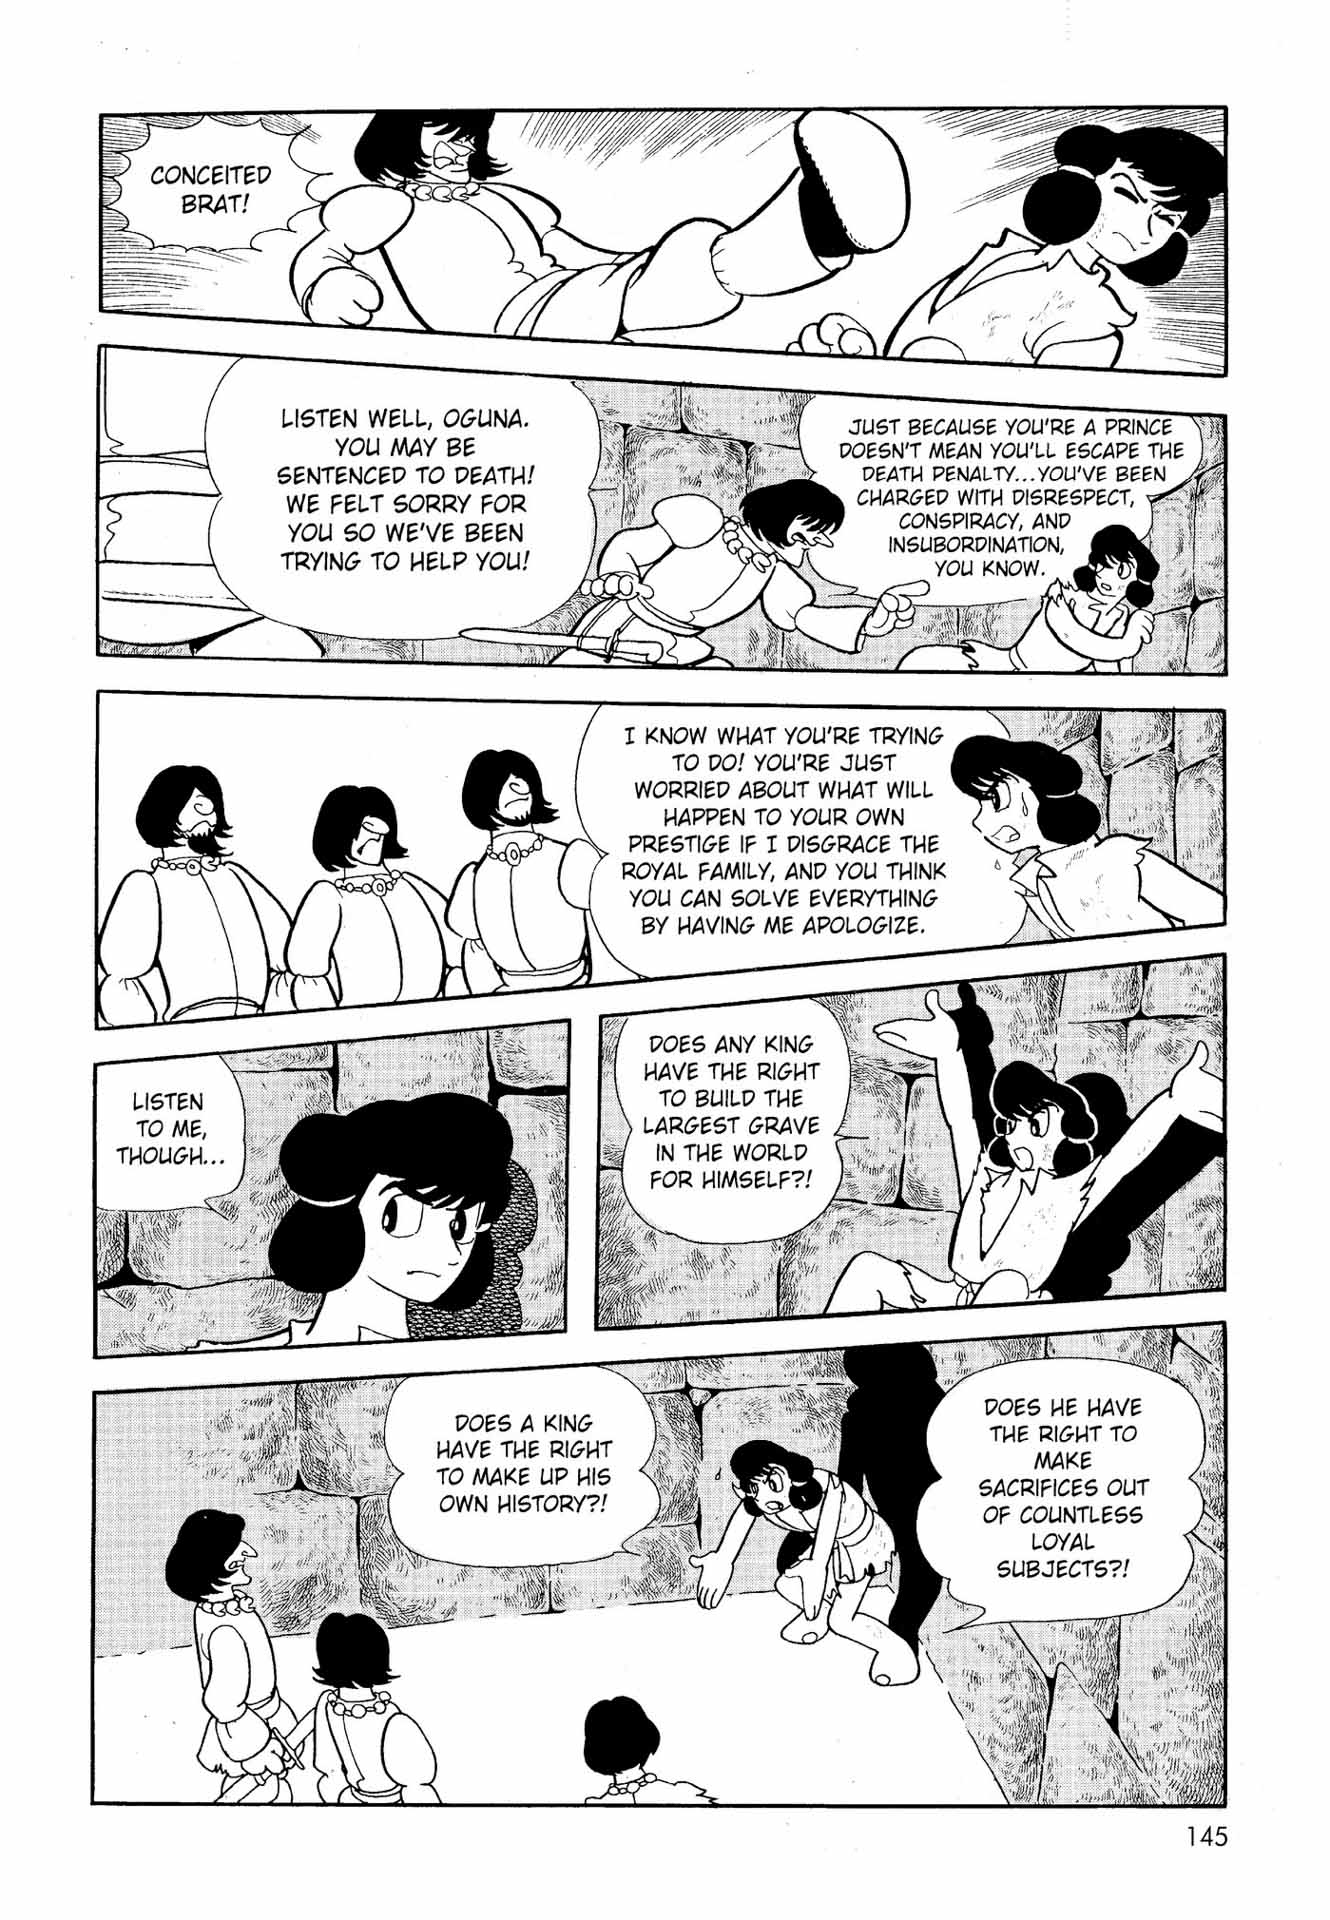 CONCEITED
BRAT!
LISTEN WELL, OGUNA.
YOU MAY BE
SENTENCED TO DEATH!
WE FELT SORRY FOR
YOU SO WE'VE BEEN
TRYING TO HELP YOU!
JUST BECAUSE YOU'RE A PRINCE
DOESN'T MEAN YOU'LL ESCAPE THE
DEATH PENALTY...YOU'VE BEEN
CHARGED WITH DISRESPECT,
CONSPIRACY, AND
INSUBORDINATION,
YOU KNOW.
I KNOW WHAT YOU'RE TRYING
TO DO! YOU'RE JUST
WORRIED ABOUT WHAT WILL
HAPPEN TO YOUR OWN
PRESTIGE IF I DISGRACE THE
ROYAL FAMILY, AND YOU THINK
YOU CAN SOLVE EVERYTHING
BY HAVING ME APOLOGIZE.
LISTEN
TO ME,
THOUGH...
DOES ANY KING
HAVE THE RIGHT
TO BUILD THE
LARGEST GRAVE
IN THE WORLD
FOR HIMSELF?!
DOES A KING
HAVE THE RIGHT
TO MAKE UP HIS
OWN HISTORY?!
DOES HE HAVE
THE RIGHT TO
MAKE
SACRIFICES OUT
OF COUNTLESS
LOYAL
SUBJECTS?!
145